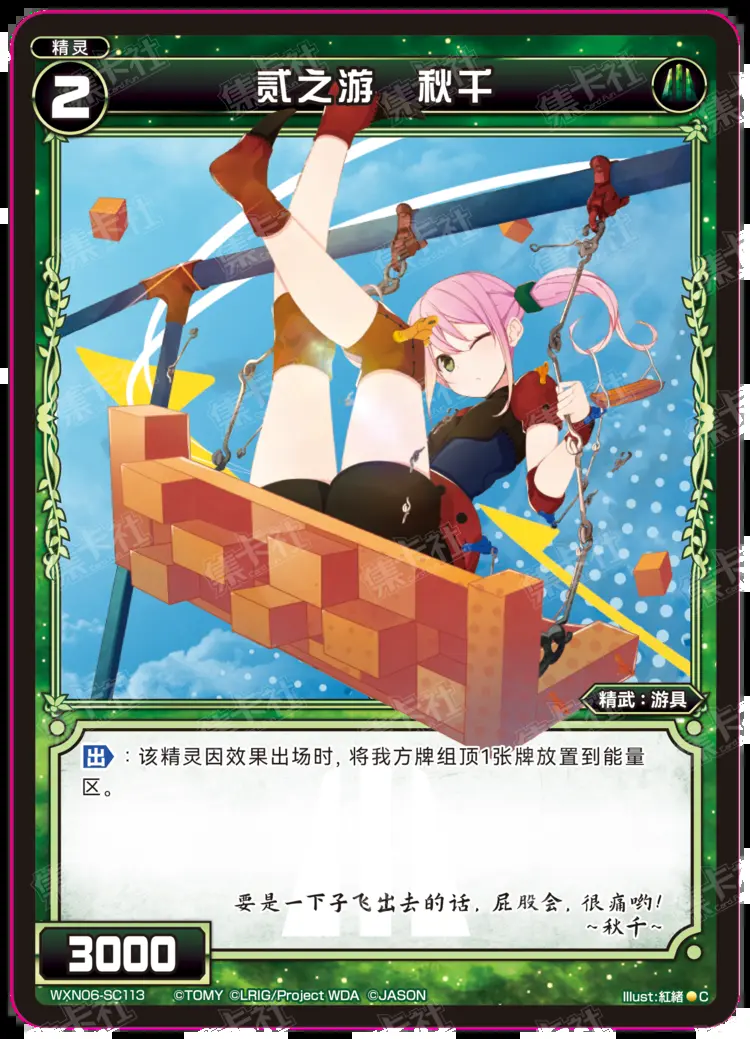 精灵
2
贰之游 秋千
精武：游具
出：该精灵因效果出场时，将我方牌组顶1张牌放置到能量
区。
要是一下子飞出去的话，屁股会，很痛哟！
~秋千~
3000
WXN06-SC113 ©TOMY ©LRIG/Project WDA ©JASON
Illust:紅緒 C
集卡社